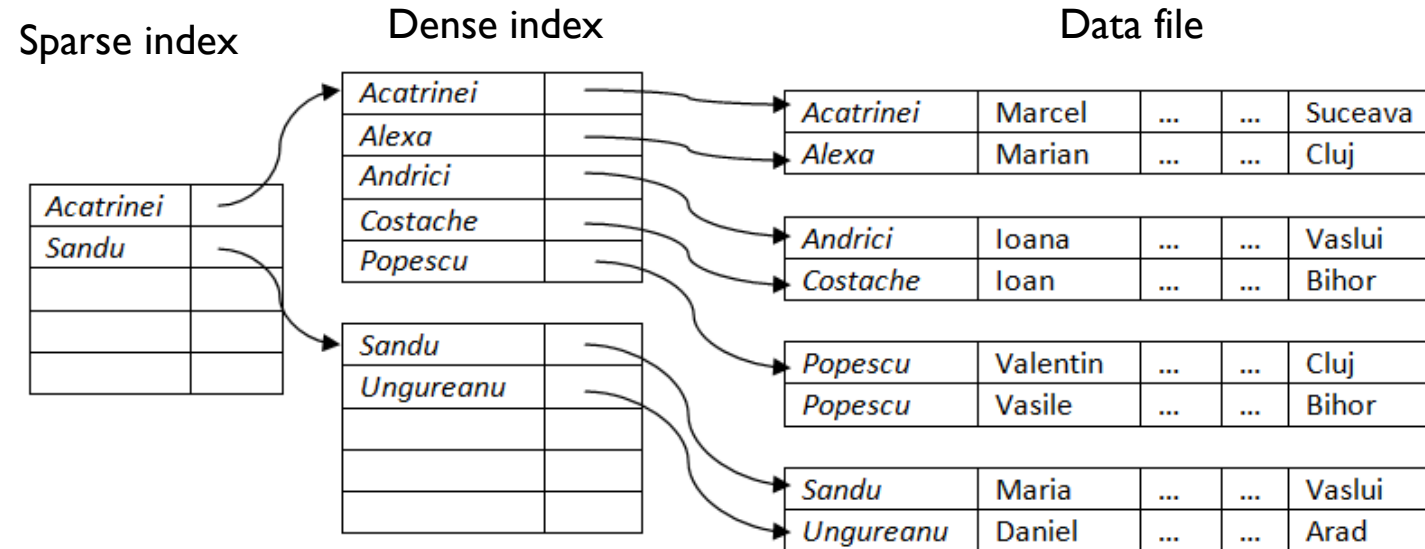 Sparse index
Dense index
Data file
Acatrinei
Sandu
Acatrinei
Alexa
Andrici
Costache
Popescu
Sandu
Ungureanu
Acatrinei Marcel ... ... Suceava
Alexa Marian ... ... Cluj
Andrici Ioana ... ... Vaslui
Costache Ioan ... ... Bihor
Popescu Valentin ... ... Cluj
Popescu Vasile ... ... Bihor
Sandu Maria ... ... Vaslui
Ungureanu Daniel ... ... Arad